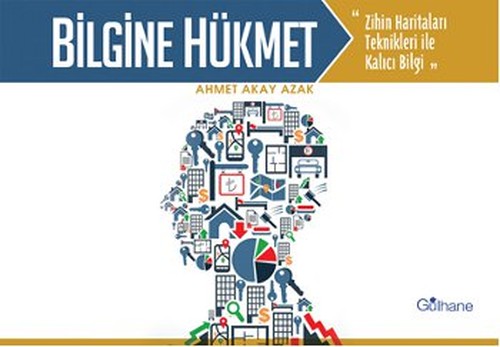 BİLGİNE HÜKMET
“ Zihin Haritaları
Teknikleri ile
Kalıcı Bilgi „
AHMET AKAY AZAK
Gülhane